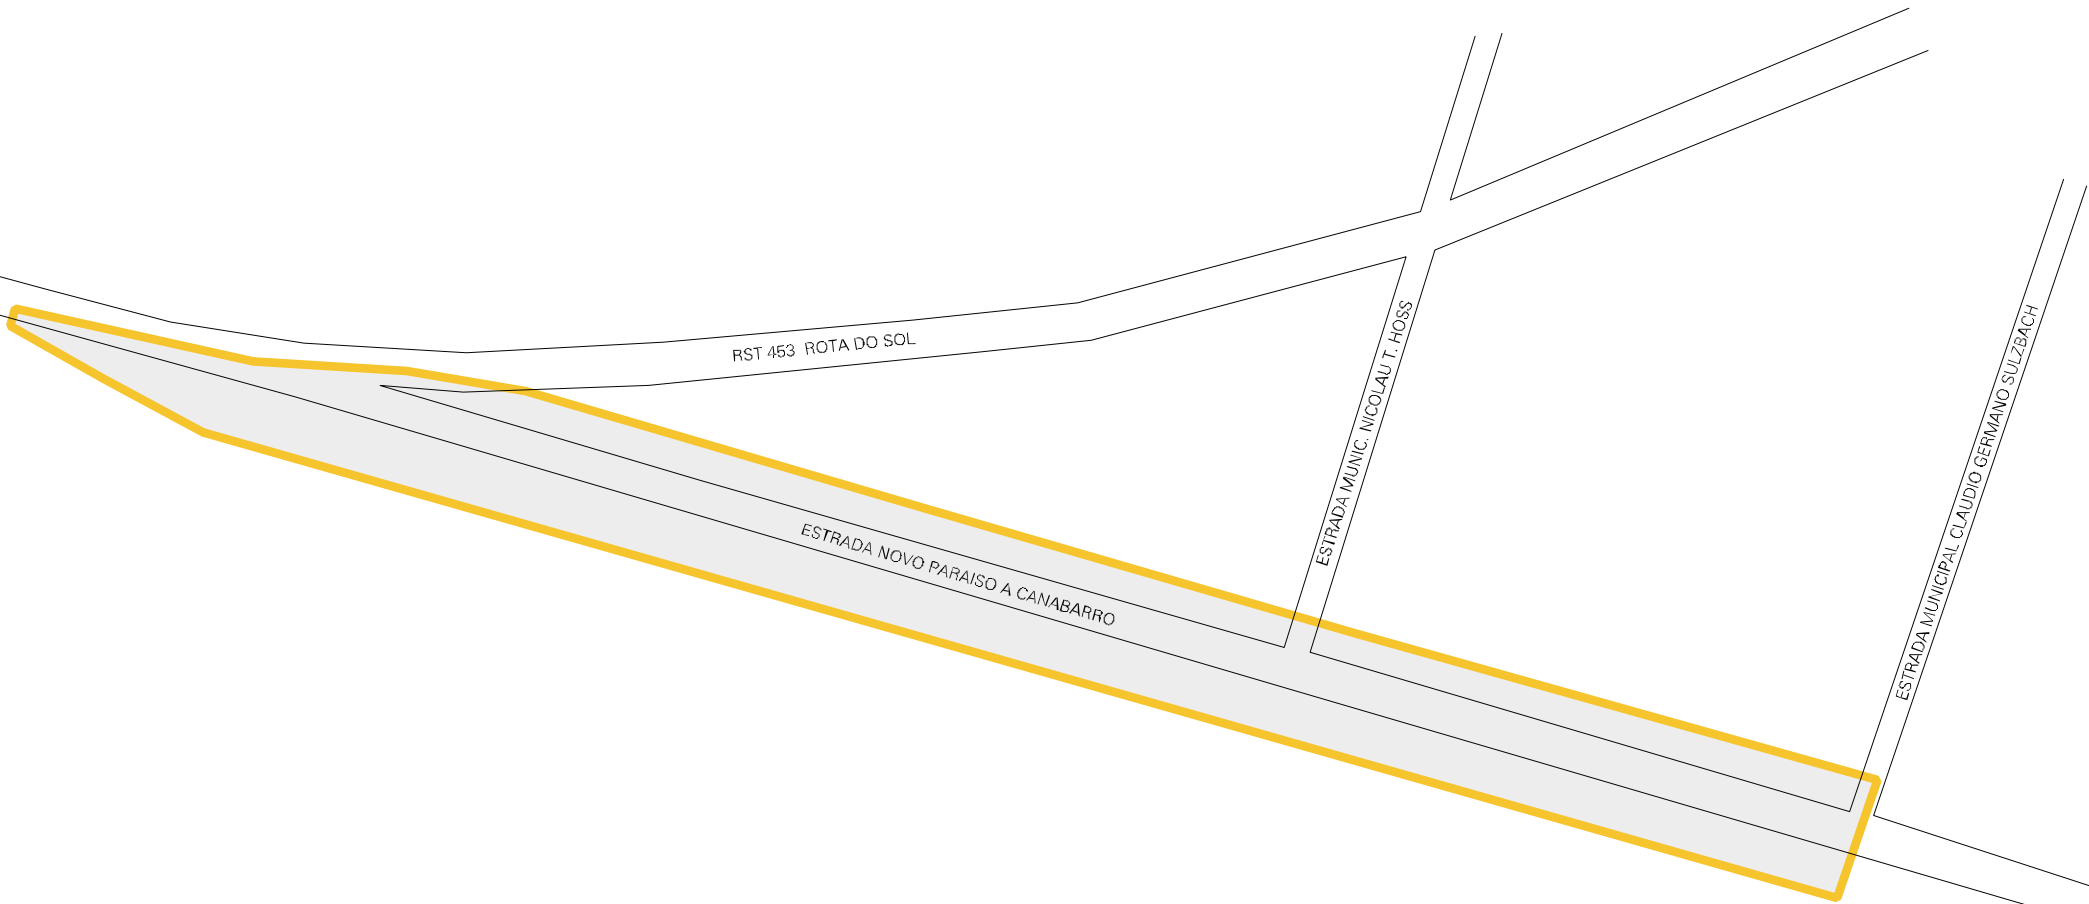 RST 453 ROTA DO SOL
ESTRADA MUNIC. NICOLAU T. HOSS
ESTRADA MUNICIPAL CLAUDIO GERMANO SULZBACH
ESTRADA NOVO PARAISO A CANABARRO